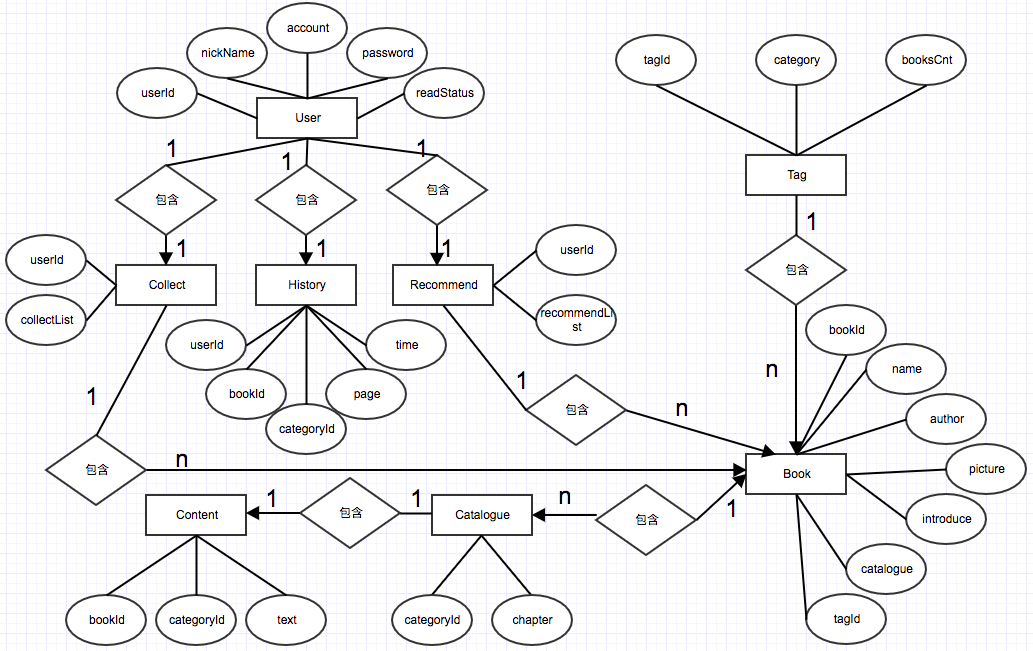 account
nickName
password
userId
readStatus
User
tagId
category
booksCnt
Tag
1
1
1
包含
包含
包含
1
1
1
1
包含
userId
collectList
Collect
History
Recommend
userId
recommendLi
st
userId
time
bookId
page
categoryId
bookId
name
author
picture
introduce
catalogue
tagId
n
1
包含
n
1
包含
n
Book
Content
1
包含
1
Catalogue
n
包含
1
bookId
categoryId
text
categoryId
chapter